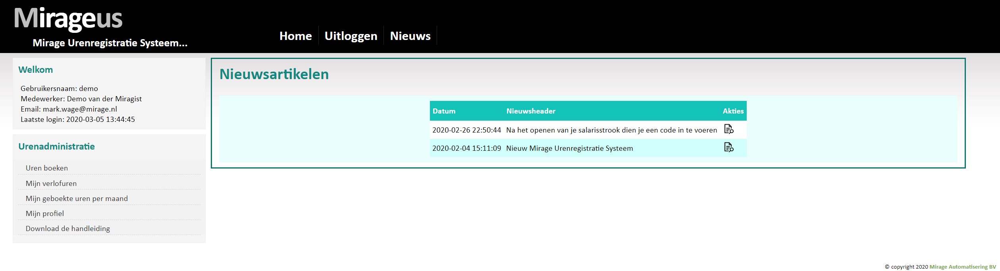 Mirageus
Mirage Urenregistratie Systeem...
Home Uitloggen Nieuws
Welkom
Gebruikersnaam: demo
Medewerker: Demo van der Miragist
Email: mark.wage@mirage.nl
Laatste login: 2020-03-05 13:44:45
Urenadministratie
Uren boeken
Mijn verlofuren
Mijn geboekte uren per maand
Mijn profiel
Download de handleiding
Nieuwsartikelen
Datum Nieuwsheader Akties
2020-02-26 22:50:44 Na het openen van je salarisstrook dien je een code in te voeren
2020-02-04 15:11:09 Nieuw Mirage Urenregistratie Systeem
© copyright 2020 Mirage Automatisering BV